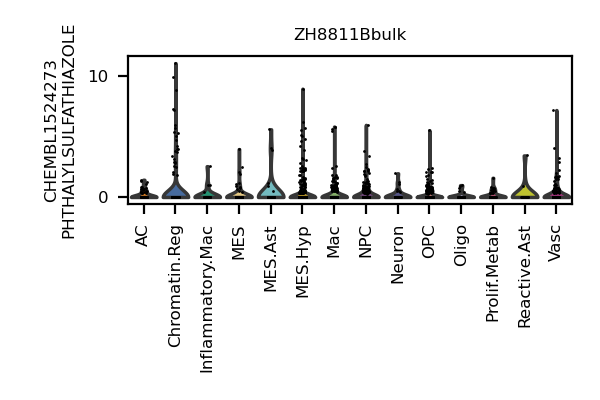 ZH8811Bbulk
CHEMBL1524273
PHTHALYLSULFATHIAZOLE
10
0
AC
Chromatin.Reg
Inflammatory.Mac
MES
MES.Ast
MES.Hyp
Mac
NPC
Neuron
OPC
Oligo
Prolif.Metab
Reactive.Ast
Vasc